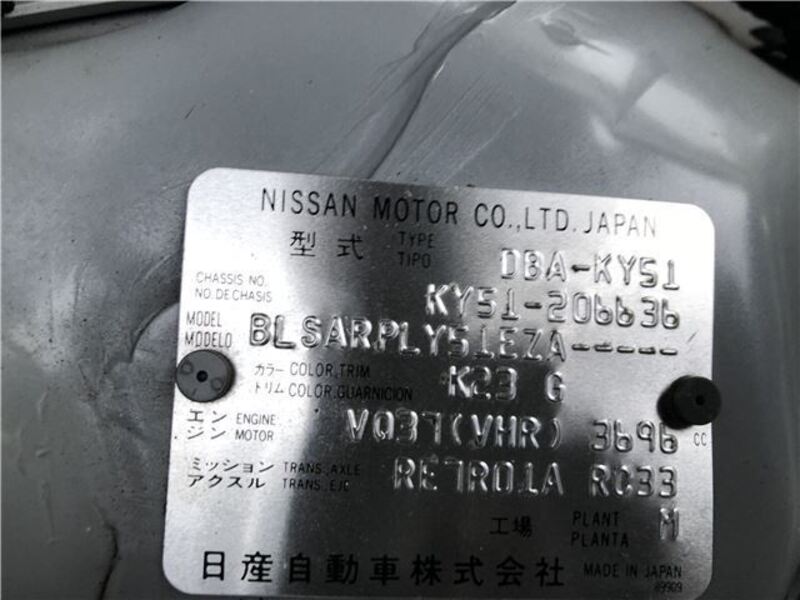 NISSAN MOTOR CO., LTD. JAPAN
型式 TYPE TIPO DBA-KY51
CHASSIS NO. NO. DE CHASIS KY51-206636
MODEL MODELO BLSARPLY51EZA-----
カラー COLOR, TRIM トリム COLOR, GUARNICION K23 G
エンジン ENGINE MOTOR VQ37(VHR) 3696 CC
ミッション TRANS., AXLE アクスル TRANS., EJE RE7R01A RC33
工場 PLANT PLANTA M
日産自動車株式会社 MADE IN JAPAN
89909